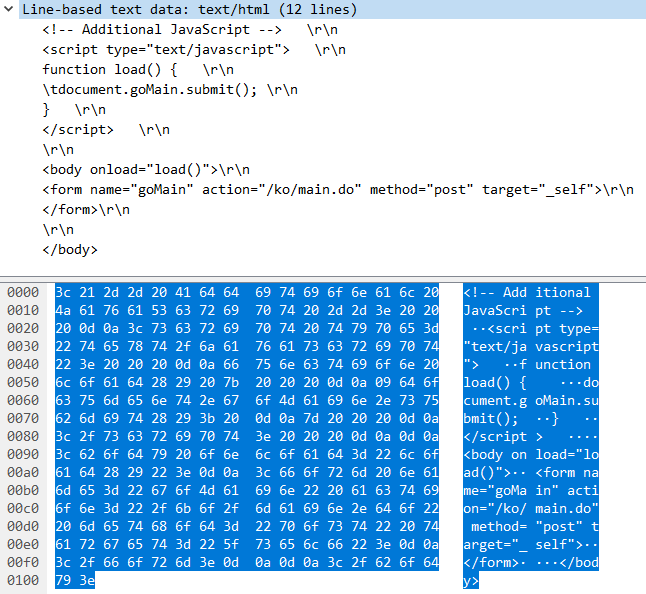 Line-based text data: text/html (12 lines)
<!-- Additional JavaScript -->   \r\n
<script type="text/javascript">   \r\n
function load() {   \r\n
\tdocument.goMain.submit(); \r\n
}   \r\n
</script>   \r\n
\r\n
<body onload="load()">\r\n
<form name="goMain" action="/ko/main.do" method="post" target="_self">\r\n
</form>\r\n
\r\n
</body>
0000 3c 21 2d 2d 20 41 64 64 69 74 69 6f 6e 61 6c 20 <!-- Add itional
0010 4a 61 76 61 53 63 72 69 70 74 20 2d 2d 3e 20 20 JavaScri pt -->
0020 20 0d 0a 3c 73 63 72 69 70 74 20 74 79 70 65 3d ··<scri pt type=
0030 22 74 65 78 74 2f 6a 61 76 61 73 63 72 69 70 74 "text/ja vascript
0040 22 3e 20 20 20 0d 0a 66 75 6e 63 74 69 6f 6e 20 ">   ··f unction
0050 6c 6f 61 64 28 29 20 7b 20 20 20 0d 0a 09 64 6f load() {    ···do
0060 63 75 6d 65 6e 74 2e 67 6f 4d 61 69 6e 2e 73 75 cument.g oMain.su
0070 62 6d 69 74 28 29 3b 20 0d 0a 7d 20 20 20 0d 0a bmit();  ··}   ··
0080 3c 2f 73 63 72 69 70 74 3e 20 20 20 0d 0a 0d 0a </script >   ····
0090 3c 62 6f 64 79 20 6f 6e 6c 6f 61 64 3d 22 6c 6f <body on load="lo
00a0 61 64 28 29 22 3e 0d 0a 3c 66 6f 72 6d 20 6e 61 ad()">·· <form na
00b0 6d 65 3d 22 67 6f 4d 61 69 6e 22 20 61 63 74 69 me="goMa in" acti
00c0 6f 6e 3d 22 2f 6b 6f 2f 6d 61 69 6e 2e 64 6f 22 on="/ko/ main.do"
00d0 20 6d 65 74 68 6f 64 3d 22 70 6f 73 74 22 20 74 method= "post" t
00e0 61 72 67 65 74 3d 22 5f 73 65 6c 66 22 3e 0d 0a arget="_ self">··
00f0 3c 2f 66 6f 72 6d 3e 0d 0a 0d 0a 3c 2f 62 6f 64 </form>· ···</bod
0100 79 3e y>